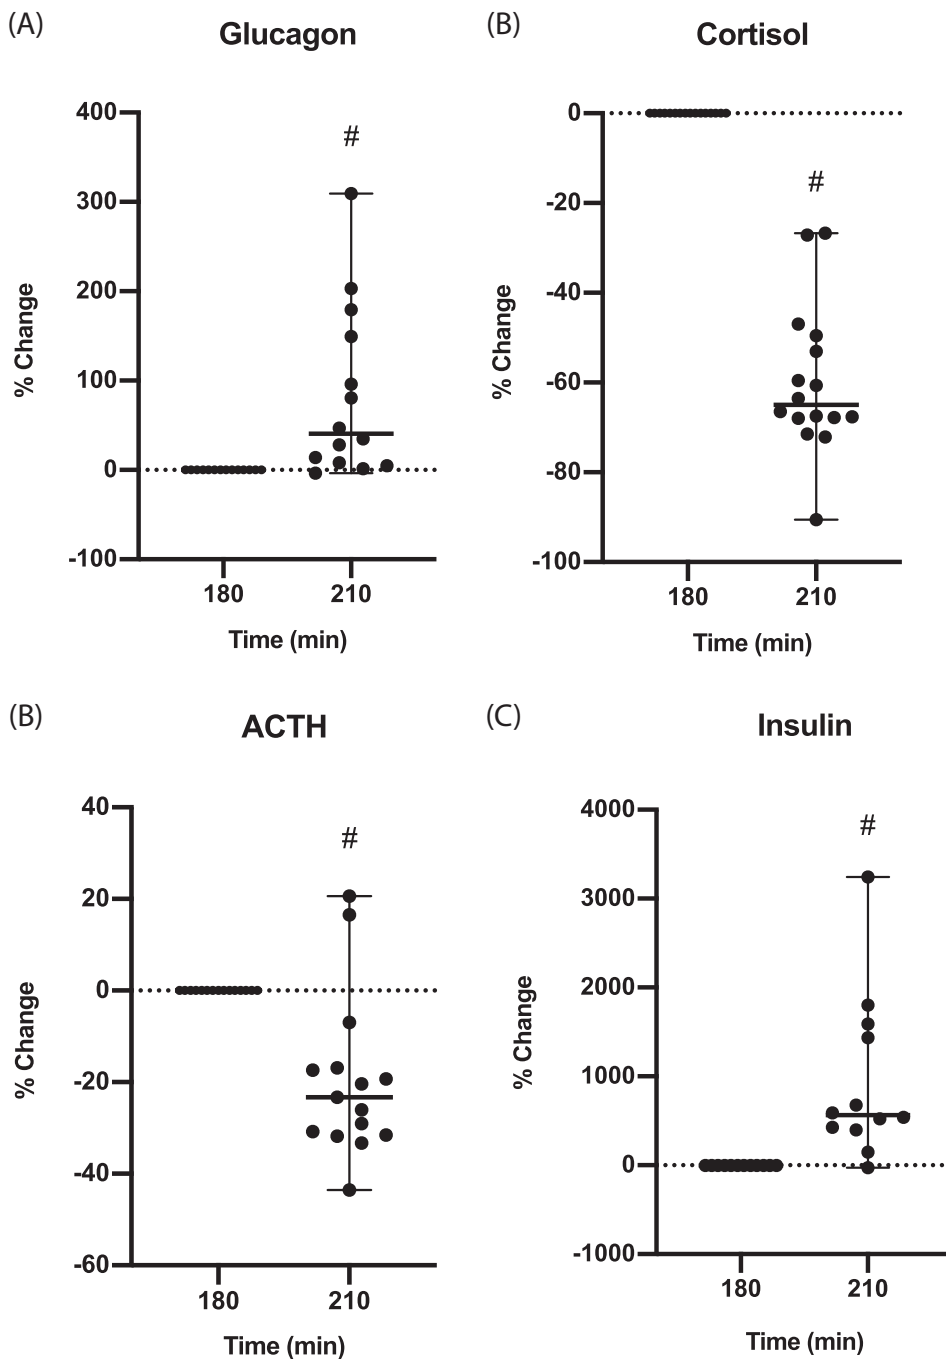 (A)
Glucagon
400
300
200
100
0
-100
% Change
#
180
210
Time (min)
(B)
Cortisol
0
-20
-40
-60
-80
-100
% Change
#
180
210
Time (min)
(B)
ACTH
40
20
0
-20
-40
-60
% Change
#
180
210
Time (min)
(C)
Insulin
4000
3000
2000
1000
0
-1000
% Change
#
180
210
Time (min)